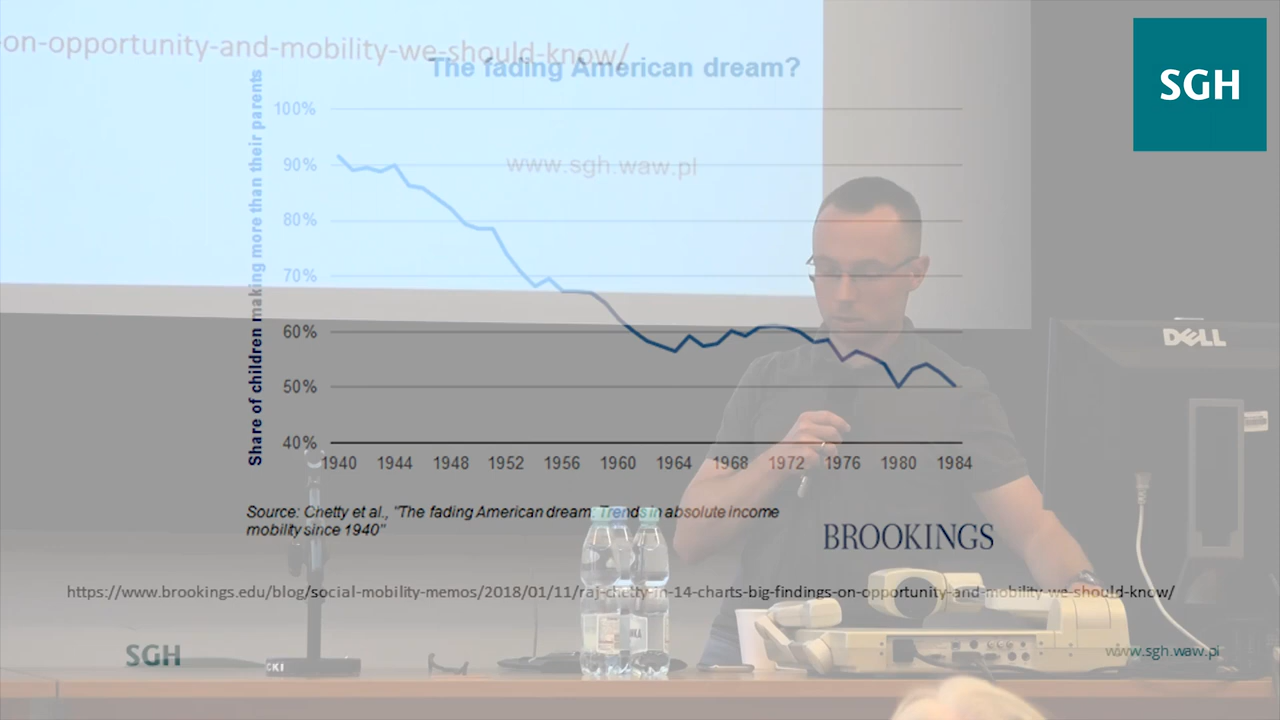 -on-opportunity-and-mobility-we-should-know/
SGH
The fading American dream?
Share of children making more than their parents
100%
90%
80%
70%
60%
50%
40%
www.sgh.waw.pl
1940 1944 1948 1952 1956 1960 1964 1968 1972 1976 1980 1984
DELL
Source: Chetty et al., "The fading American dream: Trends in absolute income
mobility since 1940"
BROOKINGS
https://www.brookings.edu/blog/social-mobility-memos/2018/01/11/raj-chetty-in-14-charts-big-findings-on-opportunity-and-mobility-we-should-know/
SGH
www.sgh.waw.pl
CKI